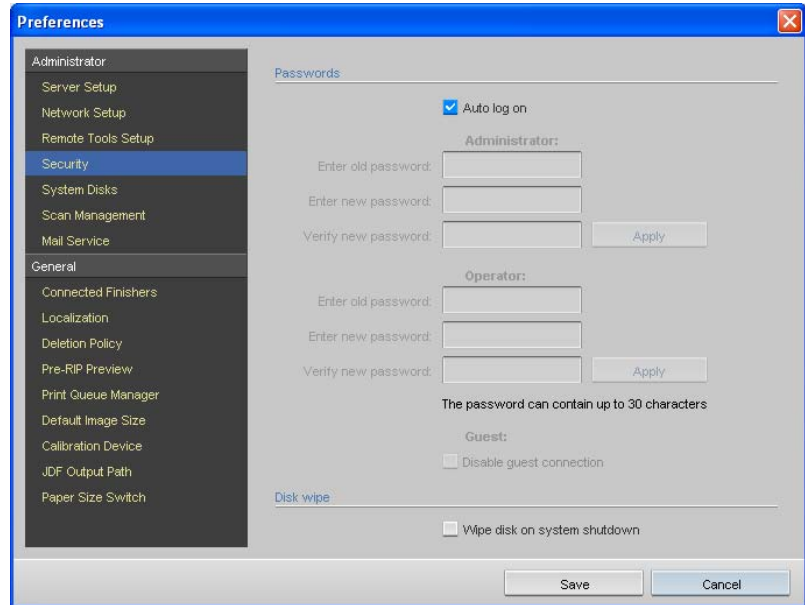 Preferences
Administrator
Server Setup
Network Setup
Remote Tools Setup
Security
System Disks
Scan Management
Mail Service
General
Connected Finishers
Localization
Deletion Policy
Pre-RIP Preview
Print Queue Manager
Default Image Size
Calibration Device
JDF Output Path
Paper Size Switch
Passwords
Auto log on
Administrator:
Enter old password:
Enter new password:
Verify new password:
Apply
Operator:
Enter old password:
Enter new password:
Verify new password:
Apply
The password can contain up to 30 characters
Guest:
Disable guest connection
Disk wipe
Wipe disk on system shutdown
Save
Cancel